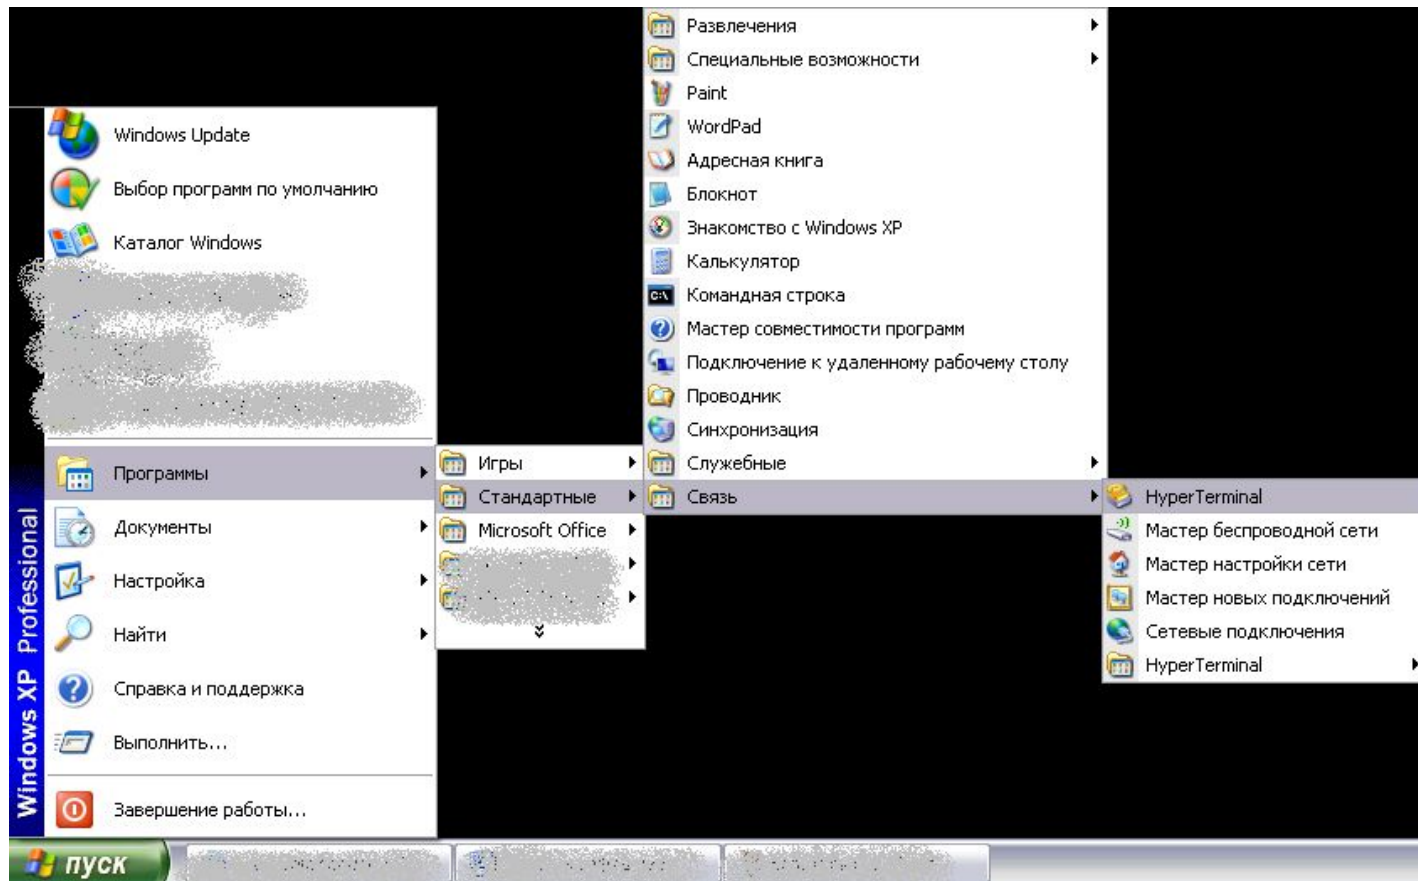 Windows Update
Выбор программ по умолчанию
Каталог Windows
Программы
Документы
Настройка
Найти
Справка и поддержка
Выполнить...
Завершение работы...
Windows XP Professional
пуск
Игры
Стандартные
Microsoft Office
Развлечения
Специальные возможности
Paint
WordPad
Адресная книга
Блокнот
Знакомство с Windows XP
Калькулятор
C:\
Командная строка
Мастер совместимости программ
Подключение к удаленному рабочему столу
Проводник
Синхронизация
Служебные
Связь
HyperTerminal
Мастер беспроводной сети
Мастер настройки сети
Мастер новых подключений
Сетевые подключения
HyperTerminal